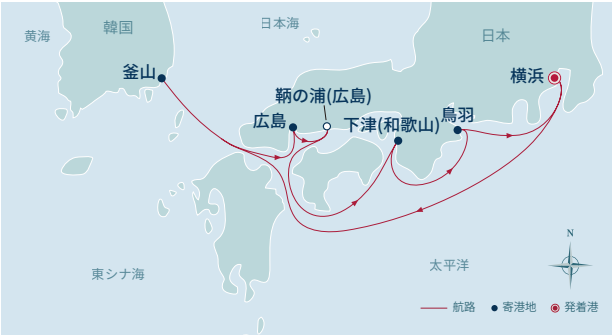 韓国
日本海
日本
黄海
釜山
横浜
鞆の浦(広島)
広島
下津(和歌山)
鳥羽
N
太平洋
東シナ海
航路
寄港地
発着港